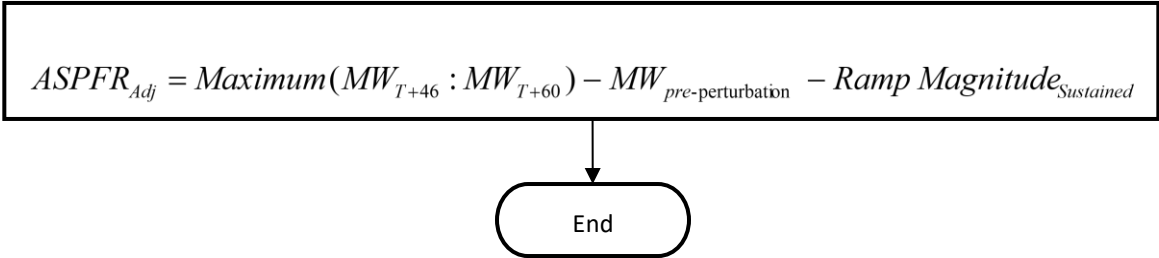 ASPFR_Adj = Maximum(MW_T+46 : MW_T+60) − MW_pre-perturbation − Ramp Magnitude_Sustained
End